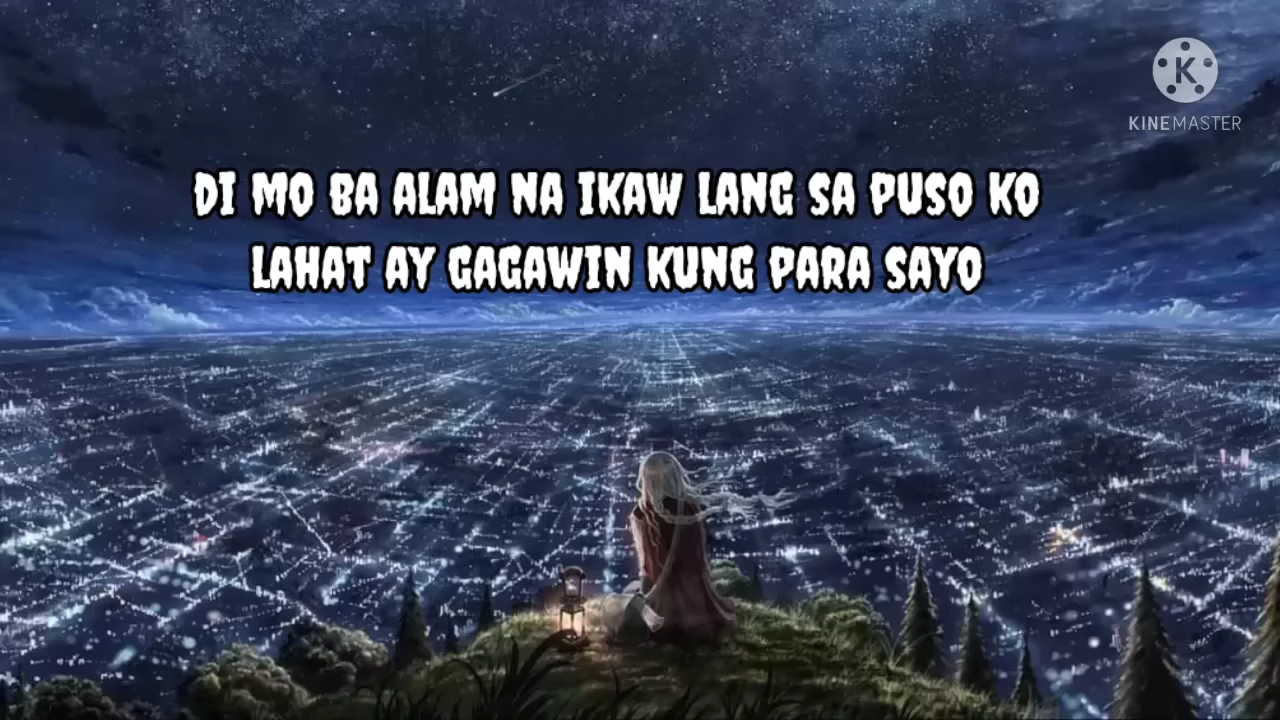 K
KINEMASTER
DI MO BA ALAM NA IKAW LANG SA PUSO KO
LAHAT AY GAGAWIN KUNG PARA SAYO